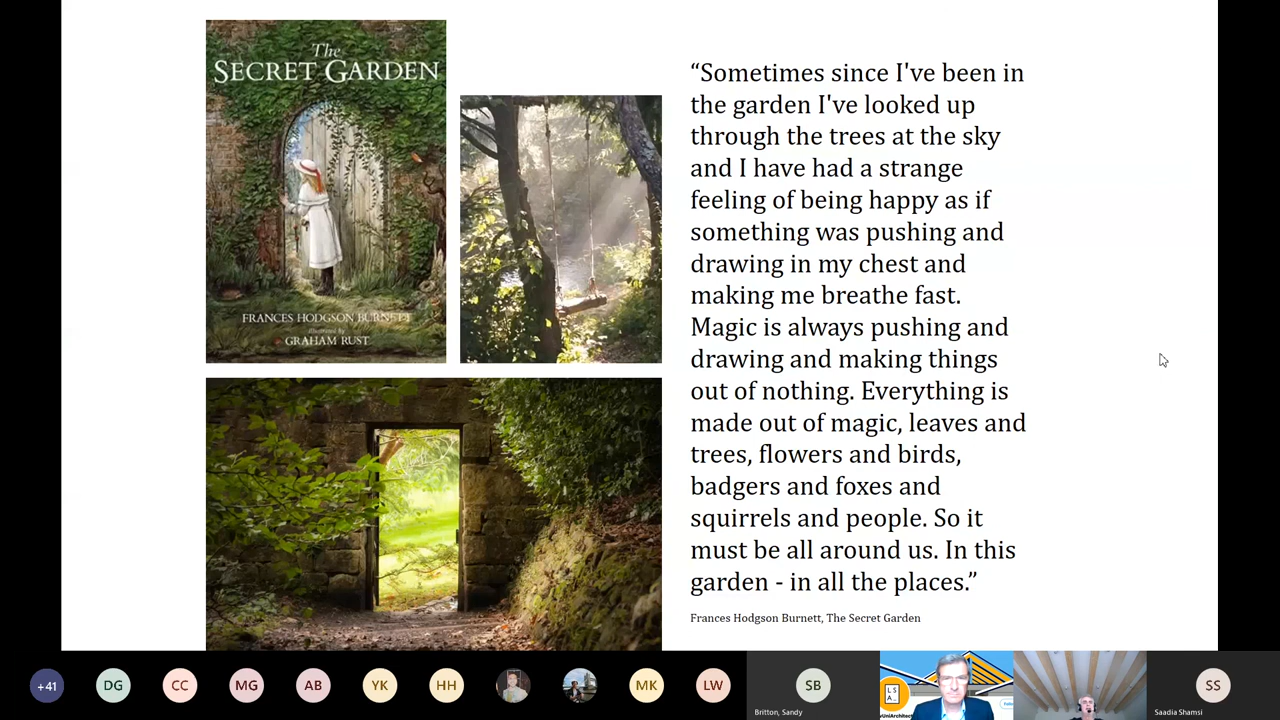 The
SECRET GARDEN
FRANCES HODGSON BURNETT
illustrated by
GRAHAM RUST
“Sometimes since I've been in
the garden I've looked up
through the trees at the sky
and I have had a strange
feeling of being happy as if
something was pushing and
drawing in my chest and
making me breathe fast.
Magic is always pushing and
drawing and making things
out of nothing. Everything is
made out of magic, leaves and
trees, flowers and birds,
badgers and foxes and
squirrels and people. So it
must be all around us. In this
garden - in all the places.”
Frances Hodgson Burnett, The Secret Garden
+41
DG
CC
MG
AB
YK
HH
MK
LW
SB
Britton, Sandy
L S
A
SS
Saadia Shamsi